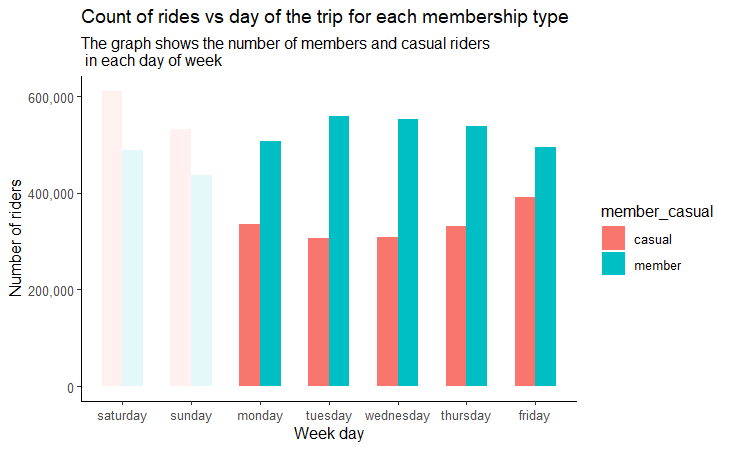 Count of rides vs day of the trip for each membership type
The graph shows the number of members and casual riders
in each day of week
600,000
400,000
200,000
0
Number of riders
saturday sunday monday tuesday wednesday thursday friday
Week day
member_casual
casual
member